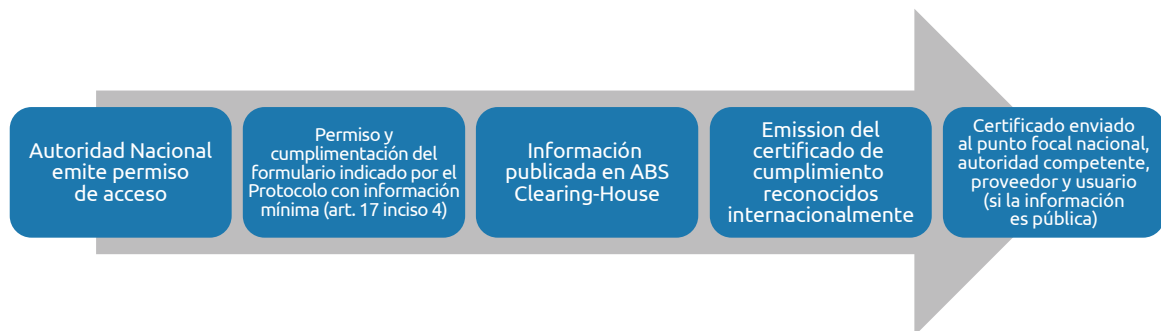 Autoridad Nacional
emite permiso
de acceso
Permiso y
cumplimentación del
formulario indicado por el
Protocolo con información
mínima (art. 17 inciso 4)
Información
publicada en ABS
Clearing-House
Emission del
certificado de
cumplimiento
reconocidos
internacionalmente
Certificado enviado
al punto focal nacional,
autoridad competente,
proveedor y usuario
(si la información
es pública)